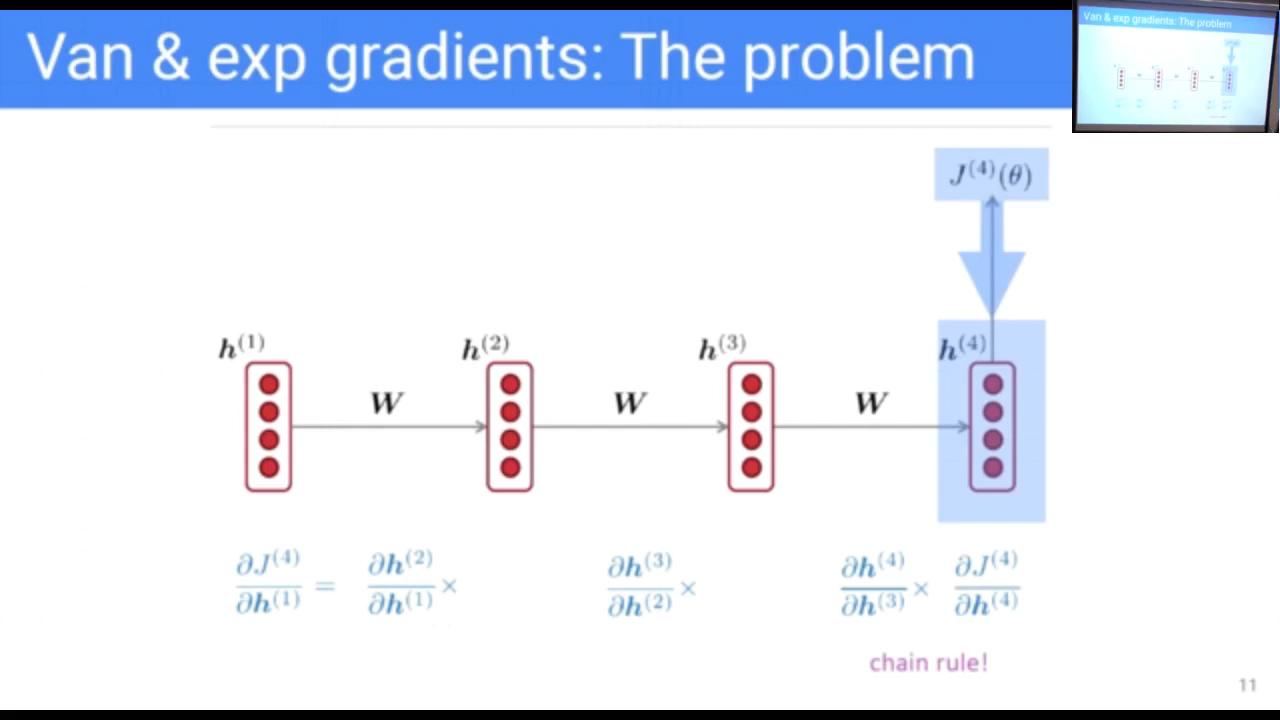 Van & exp gradients: The problem
Van & exp gradients: The problem
J^{(4)}(θ)
h^{(1)} h^{(2)} h^{(3)} h^{(4)}
W W W
∂J^{(4)}/∂h^{(1)} = ∂h^{(2)}/∂h^{(1)} × ∂h^{(3)}/∂h^{(2)} × ∂h^{(4)}/∂h^{(3)} × ∂J^{(4)}/∂h^{(4)}
chain rule!
11